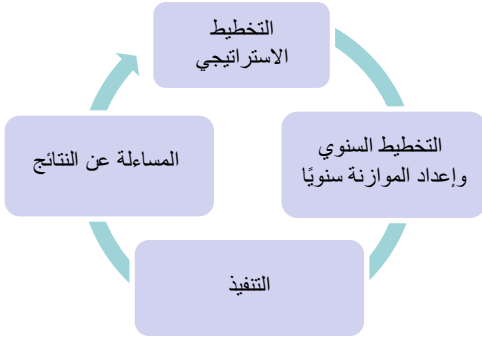 التخطيط
الاستراتيجي
التخطيط السنوي
وإعداد الموازنة سنويًا
التنفيذ
المساءلة عن النتائج